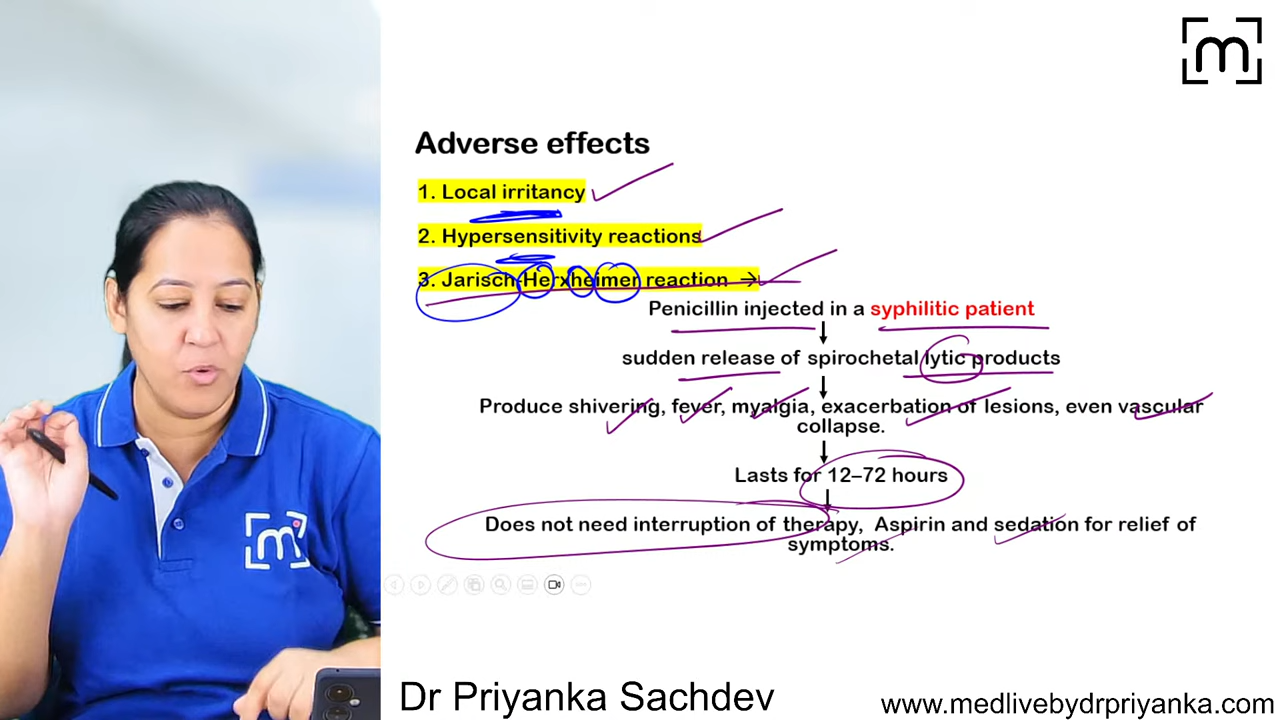 m
Adverse effects
1. Local irritancy
2. Hypersensitivity reactions
3. Jarisch-Herxheimer reaction →
Penicillin injected in a syphilitic patient
sudden release of spirochetal lytic products
Produce shivering, fever, myalgia, exacerbation of lesions, even vascular
collapse.
Lasts for 12–72 hours
Does not need interruption of therapy, Aspirin and sedation for relief of
symptoms.
m
Dr Priyanka Sachdev
www.medlivebydrpriyanka.com